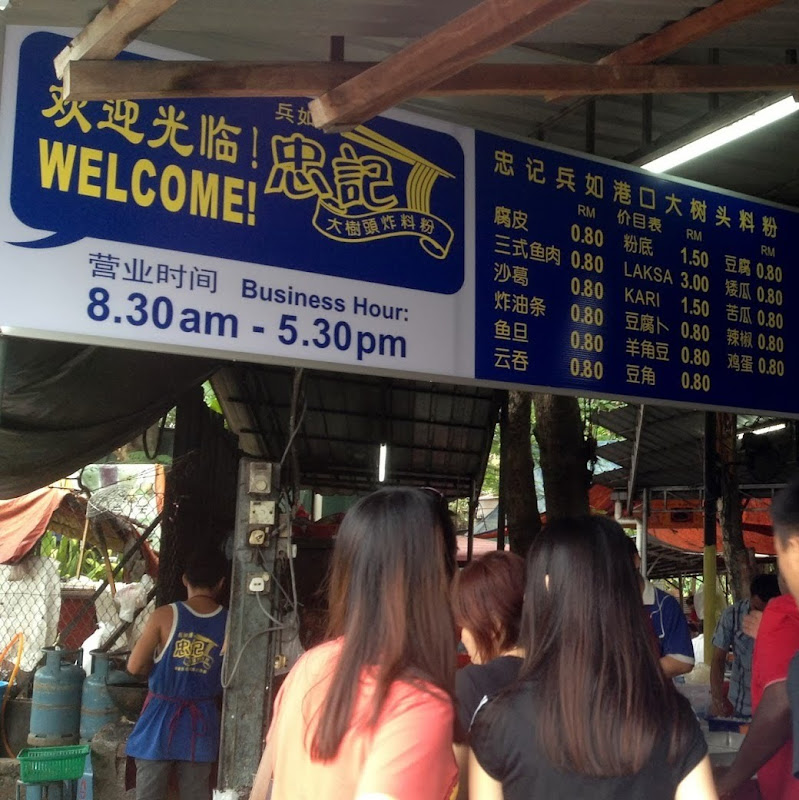 欢迎光临!
WELCOME!
兵如
忠記
大樹頭炸料粉
营业时间 Business Hour:
8.30am - 5.30pm
忠记兵如港口大树头料粉
价目表
RM RM RM
腐皮 0.80 粉底 1.50 豆腐 0.80
三式鱼肉 0.80 LAKSA 3.00 矮瓜 0.80
沙葛 0.80 KARI 1.50 苦瓜 0.80
炸油条 0.80 豆腐卜 0.80 辣椒 0.80
鱼旦 0.80 羊角豆 0.80 鸡蛋 0.80
云吞 0.80 豆角 0.80
忠記